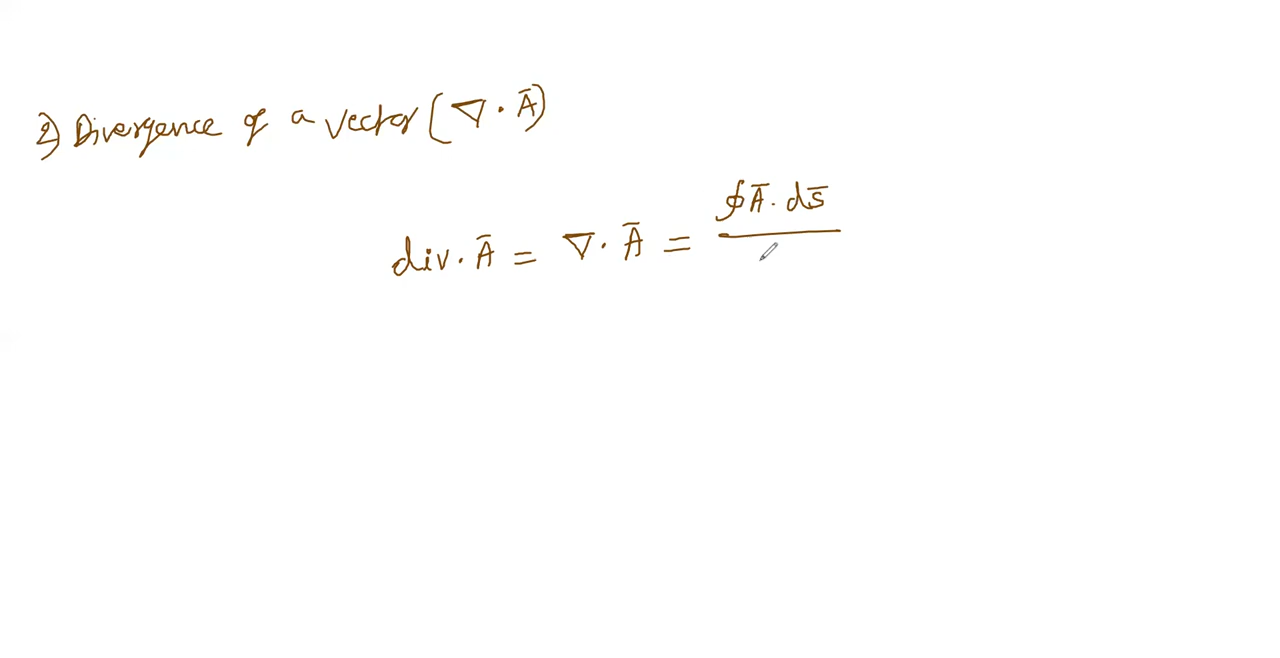 2) Divergence of a vector (∇ · A̅)
div · A̅ = ∇ · A̅ = ∮ A̅ · ds̅